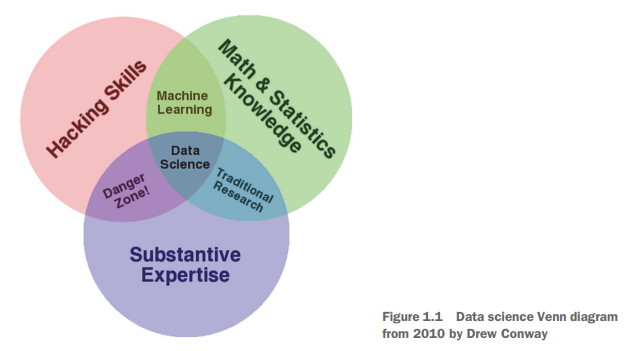 Hacking Skills
Math & Statistics
Knowledge
Machine
Learning
Data
Science
Danger
Zone!
Traditional
Research
Substantive
Expertise
Figure 1.1 Data science Venn diagram
from 2010 by Drew Conway